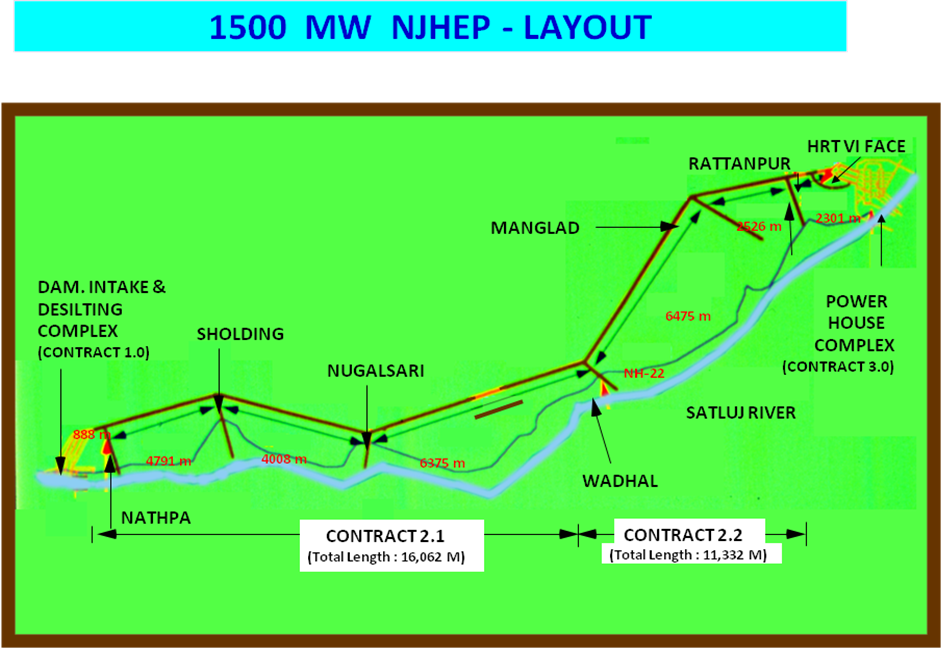 1500 MW NJHEP - LAYOUT
HRT VI FACE
RATTANPUR
MANGLAD
2526 m
2301 m
DAM. INTAKE &
DESILTING
COMPLEX
(CONTRACT 1.0)
SHOLDING
NUGALSARI
6475 m
POWER
HOUSE
COMPLEX
(CONTRACT 3.0)
NH-22
SATLUJ RIVER
888 m
4791 m
4008 m
6375 m
WADHAL
NATHPA
CONTRACT 2.1
(Total Length : 16,062 M)
CONTRACT 2.2
(Total Length : 11,332 M)